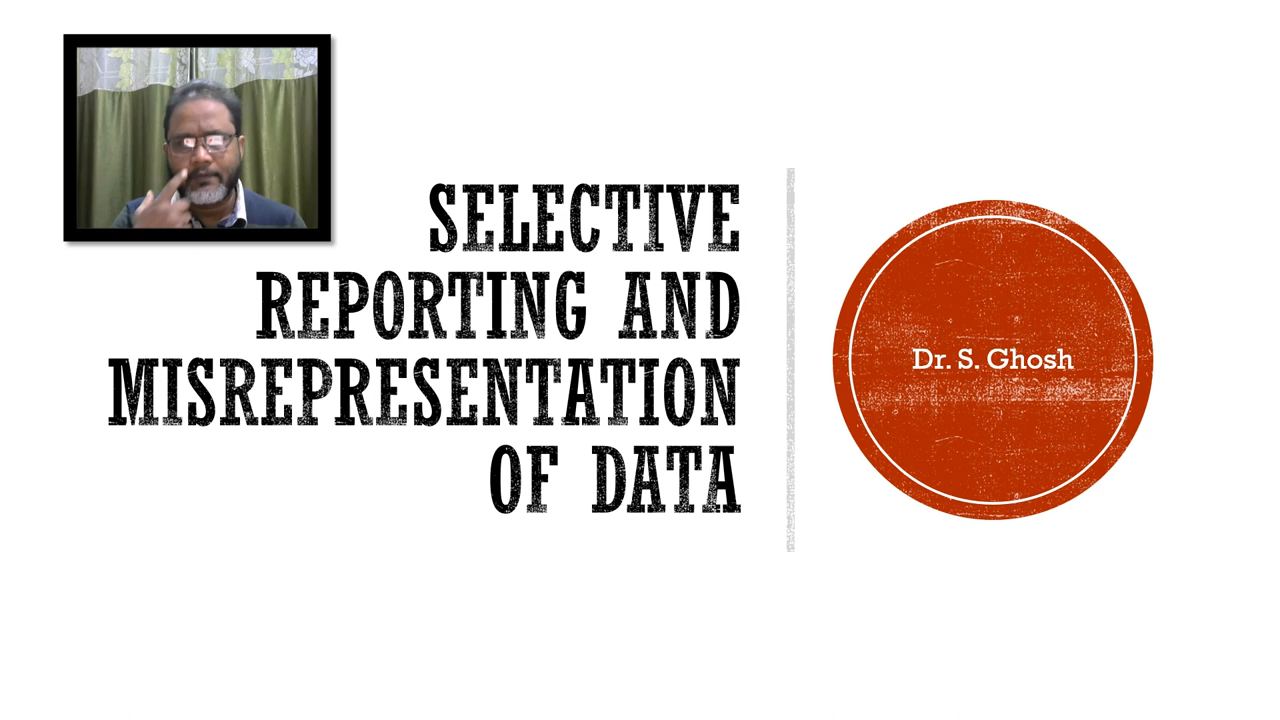 SELECTIVE
REPORTING AND
MISREPRESENTATION
OF DATA
Dr. S. Ghosh